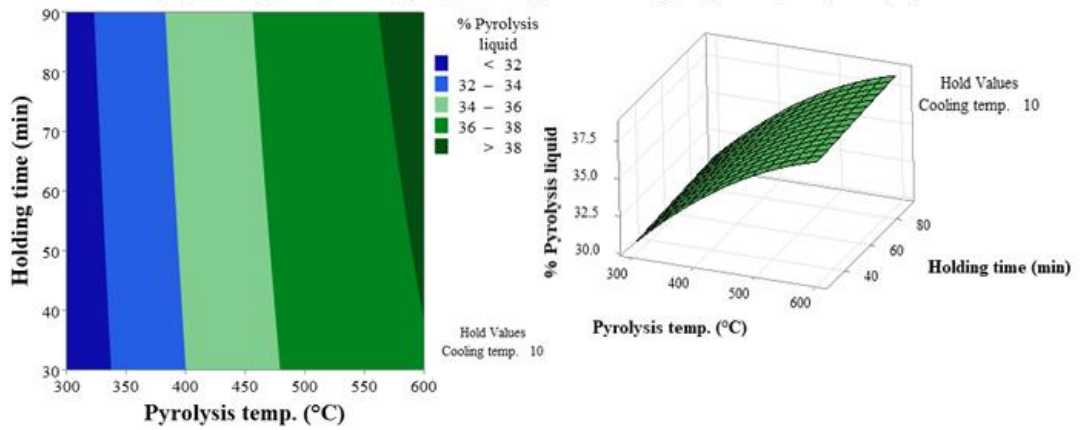 90
80
70
60
50
40
30
Holding time (min)
300 350 400 450 500 550 600
Pyrolysis temp. (°C)
% Pyrolysis
liquid
< 32
32 – 34
34 – 36
36 – 38
> 38
Hold Values
Cooling temp. 10
% Pyrolysis liquid
37.5
35.0
32.5
30.0
300
400
500
600
Pyrolysis temp. (°C)
80
60
40
Holding time (min)
Hold Values
Cooling temp. 10